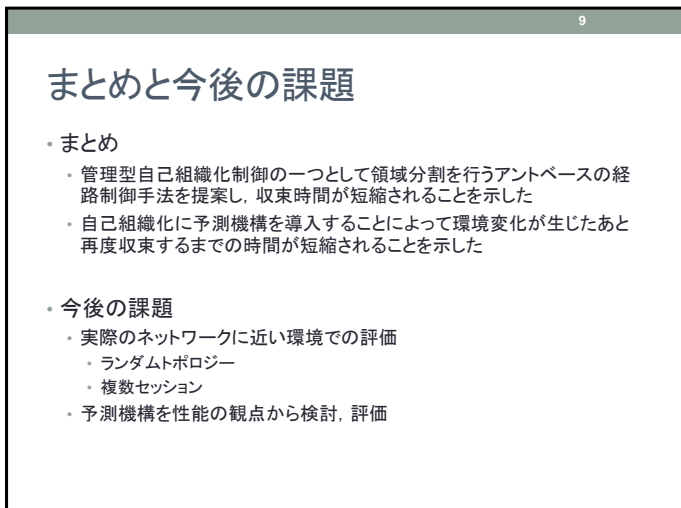 9
まとめと今後の課題
• まとめ
• 管理型自己組織化制御の一つとして領域分割を行うアントベースの経
路制御手法を提案し, 収束時間が短縮されることを示した
• 自己組織化に予測機構を導入することによって環境変化が生じたあと
再度収束するまでの時間が短縮されることを示した
• 今後の課題
• 実際のネットワークに近い環境での評価
• ランダムトポロジー
• 複数セッション
• 予測機構を性能の観点から検討, 評価